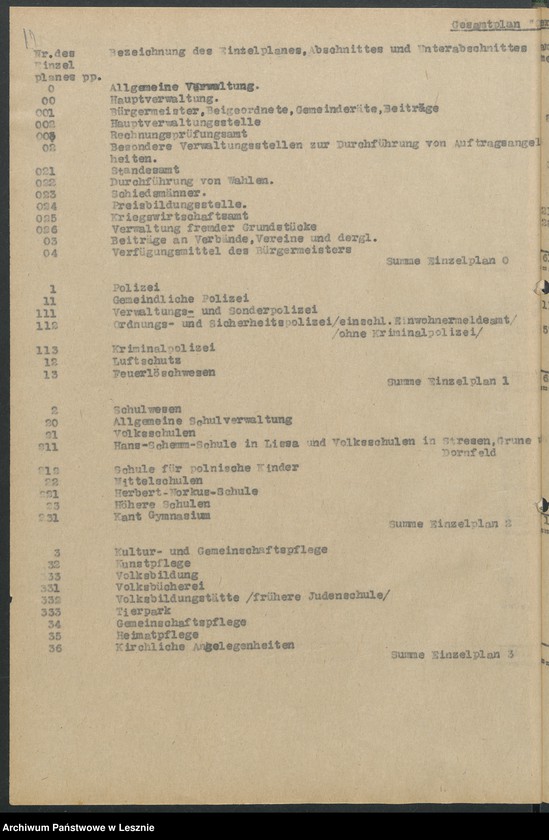 Gesamtplan
Nr.des Bezeichnung des Einzelplanes,Abschnittes und Unterabschnittes
Einzel
planes pp.
0 Allgemeine Verwaltung.
00 Hauptverwaltung.
001 Bürgermeister,Beigeordnete,Gemeinderäte,Beiträge
002 Hauptverwaltungsstelle
005 Rechnungsprüfungsamt
02 Besondere Verwaltungsstellen zur Durchführung von Auftragsangele
heiten.
021 Standesamt
022 Durchführung von Wahlen.
023 Schiedsmänner.
024 Preisbildungsstelle.
025 Kriegswirtschaftsamt
026 Verwaltung fremder Grundstücke
03 Beiträge an Verbände,Vereine und dergl.
04 Verfügungsmittel des Bürgermeisters
Summe Einzelplan 0
1 Polizei
11 Gemeindliche Polizei
111 Verwaltungs- und Sonderpolizei
112 Ordnungs- und Sicherheitspolizei/einschl.Einwohnermeldeamt/
/ohne Kriminalpolizei/
113 Kriminalpolizei
12 Luftschutz
13 Feuerlöschwesen
Summe Einzelplan 1
2 Schulwesen
20 Allgemeine Schulverwaltung
21 Volksschulen
211 Hans-Schemm-Schule in Lissa und Volksschulen in Stresen,Grune
Dornfeld
212 Schule für polnische Kinder
22 Mittelschulen
221 Herbert-Norkus-Schule
23 Höhere Schulen
231 Kant Gymnasium
Summe Einzelplan 2
3 Kultur- und Gemeinschaftspflege
32 Kunstpflege
333 Volksbildung
331 Volksbücherei
332 Volksbildungstätte /frühere Judenschule/
333 Tierpark
34 Gemeinschaftspflege
35 Heimatpflege
36 Kirchliche Angelegenheiten
Summe Einzelplan 3
Archiwum Państwowe w Lesznie